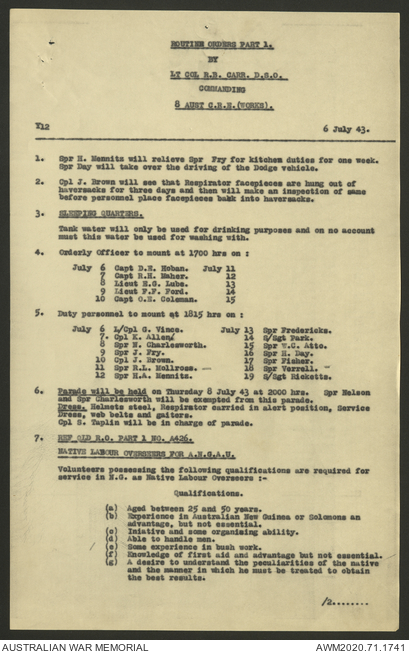 ROUTINE ORDERS PART 1.
BY
LT COL R.B. CARR. D.S.O.
COMMANDING
8 AUST C.R.E.(WORKS).
T12 6 July 43.
1. Spr H. Nemnitz will relieve Spr Fry for kitchen duties for one week.
Spr Day will take over the driving of the Dodge vehicle.
2. Cpl J. Brown will see that Respirator facepieces are hung out of
haversacks for three days and then will make an inspection of same
before personnel place facepieces back into haversacks.
3. SLEEPING QUARTERS.
Tank water will only be used for drinking purposes and on no account
must this water be used for washing with.
4. Orderly Officer to mount at 1700 hrs on :
July 6 Capt D.E. Hoban. July 11
7 Capt R.H. Maher. 12
8 Lieut H.G. Lube. 13
9 Lieut F.F. Ford. 14
10 Capt O.H. Coleman. 15
5. Duty personnel to mount at 1815 hrs on :
July 6 L/Cpl G. Vince. July 13 Spr Fredericks.
7. Cpl K. Allen. 14 S/Sgt Park.
8 Spr N. Charlesworth. 15 Spr W.C. Atte.
9 Spr J. Fry. 16 Spr H. Day.
10 Cpl J. Brown. 17 Spr Fisher.
11 Spr R.L. Mollross. 18 Spr Verrell.
12 Spr H.A. Nemnitz. 19 S/Sgt Ricketts.
6. Parade will be held on Thursday 8 July 43 at 2000 hrs. Spr Nelson
and Spr Charlesworth will be exempted from this parade.
Dress. Helmets steel, Respirator carried in alert position, Service
Dress, web belts and gaiters.
Cpl S. Taplin will be in charge of parade.
7. REF QLD R.O. PART 1 NO. A426.
NATIVE LABOUR OVERSEERS FOR A.N.G.A.U.
Volunteers possessing the following qualifications are required for
service in N.G. as Native Labour Overseers :-
Qualifications.
(a) Aged between 25 and 50 years.
(b) Experience in Australian New Guinea or Solomons an
advantage, but not essential.
(c) Iniative and some organising ability.
(d) Able to handle men.
(e) Some experience in bush work.
(f) Knowledge of first aid and advantage but not essential.
(g) A desire to understand the peculiarities of the native
and the manner in which he must be treated to obtain
the best results.
/2........
AUSTRALIAN WAR MEMORIAL AWM2020.71.1741